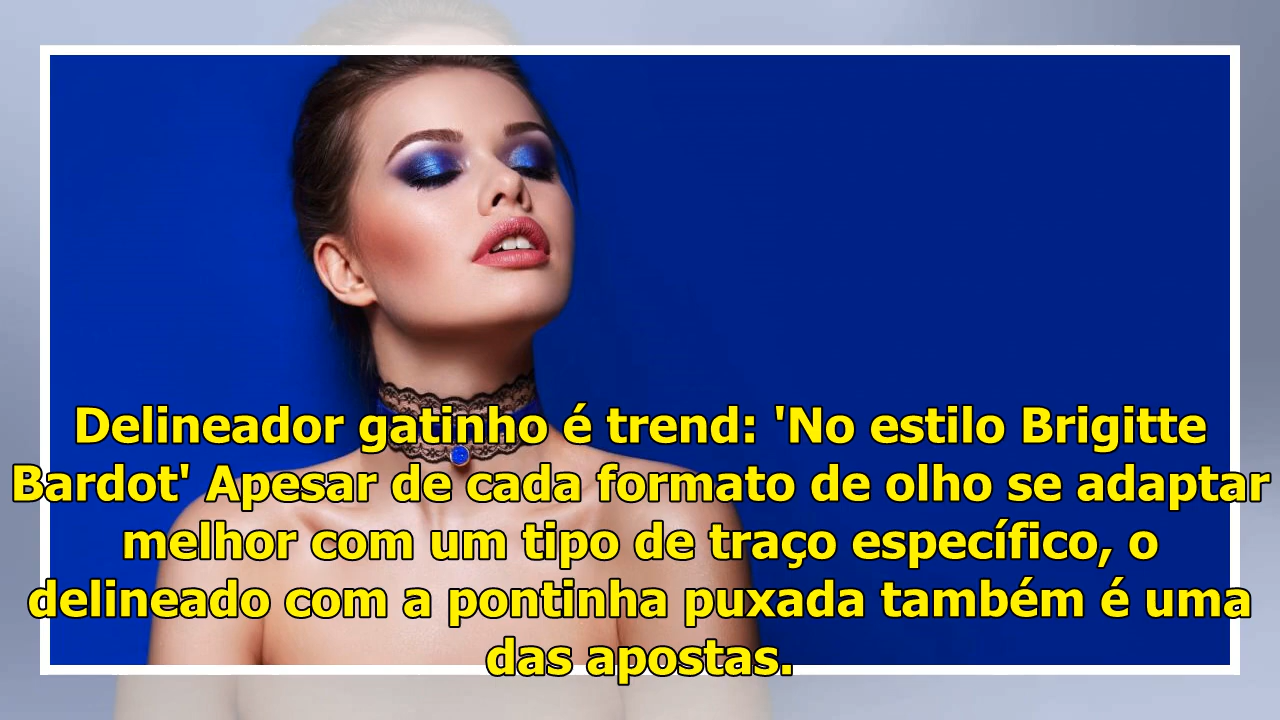 Delineador gatinho é trend: 'No estilo Brigitte
Bardot' Apesar de cada formato de olho se adaptar
melhor com um tipo de traço específico, o
delineado com a pontinha puxada também é uma
das apostas.